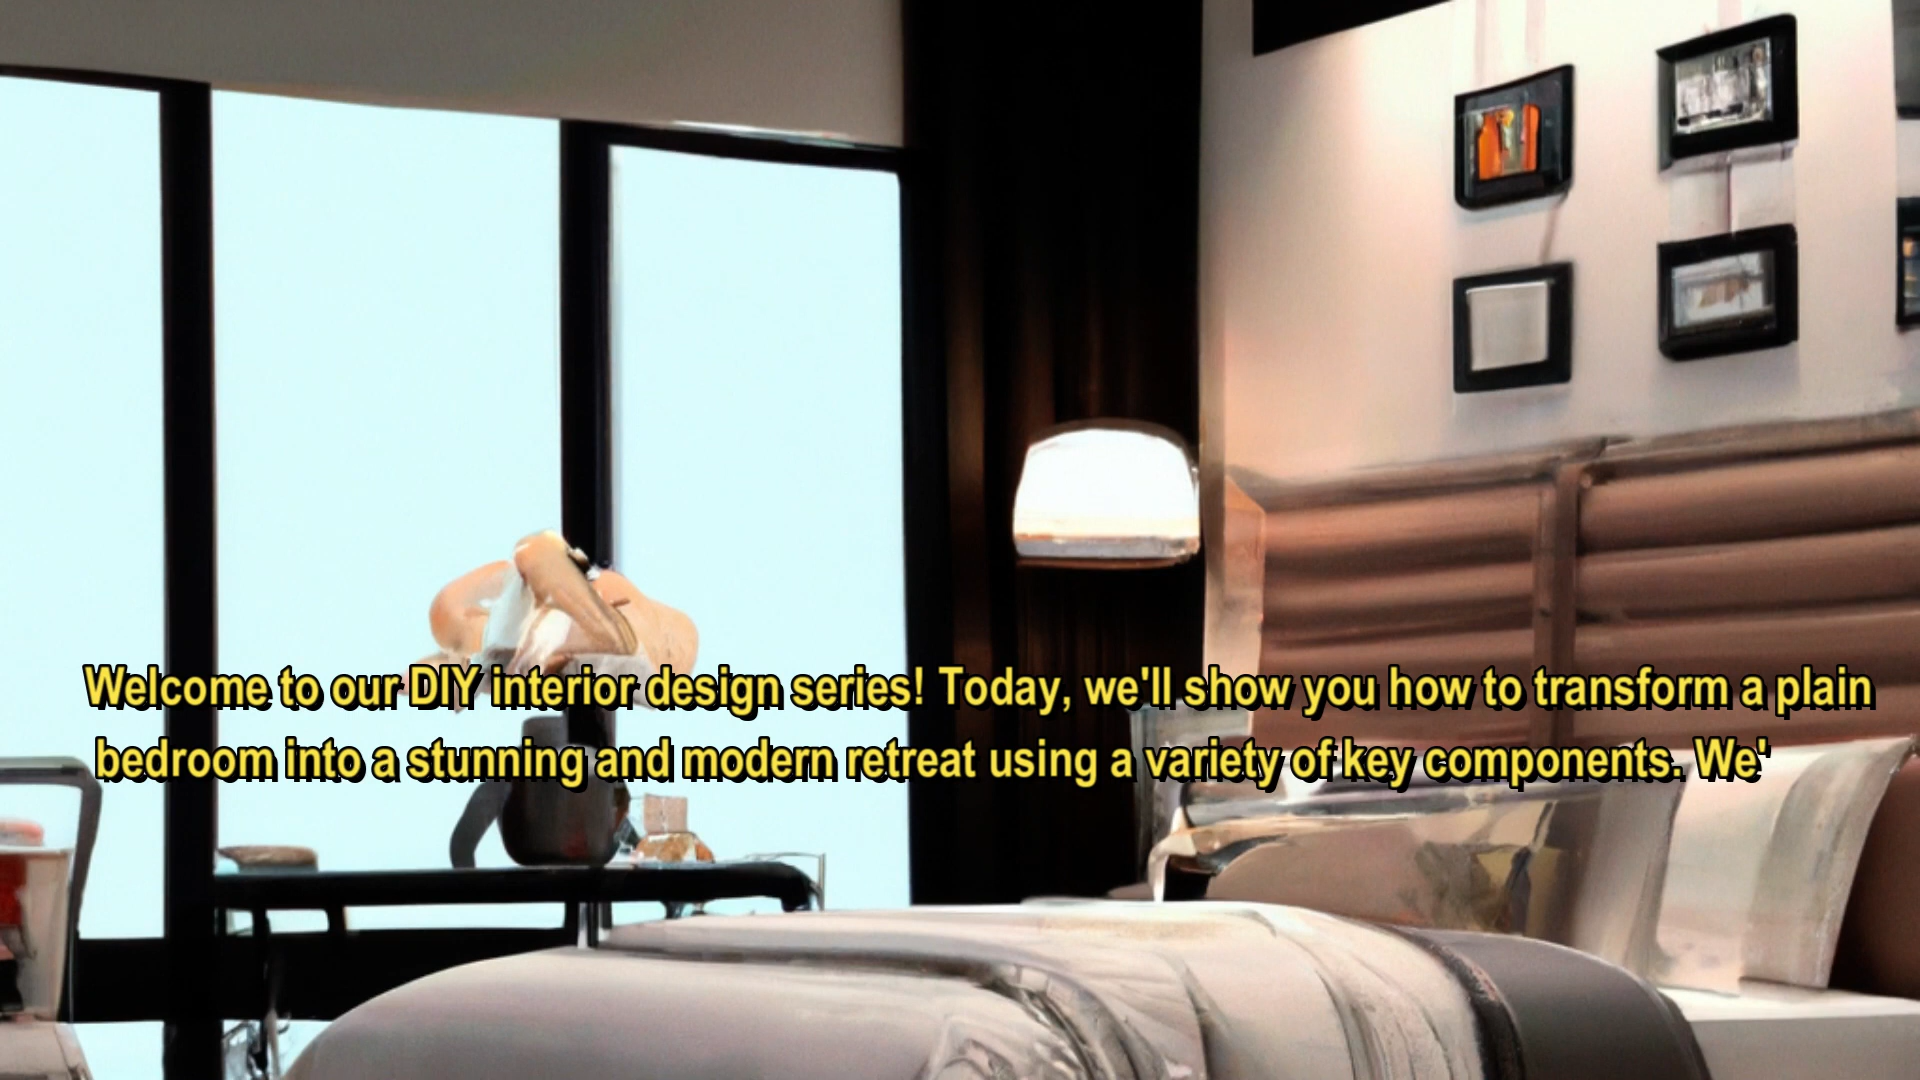 Welcome to our DIY interior design series! Today, we'll show you how to transform a plain
bedroom into a stunning and modern retreat using a variety of key components. We'